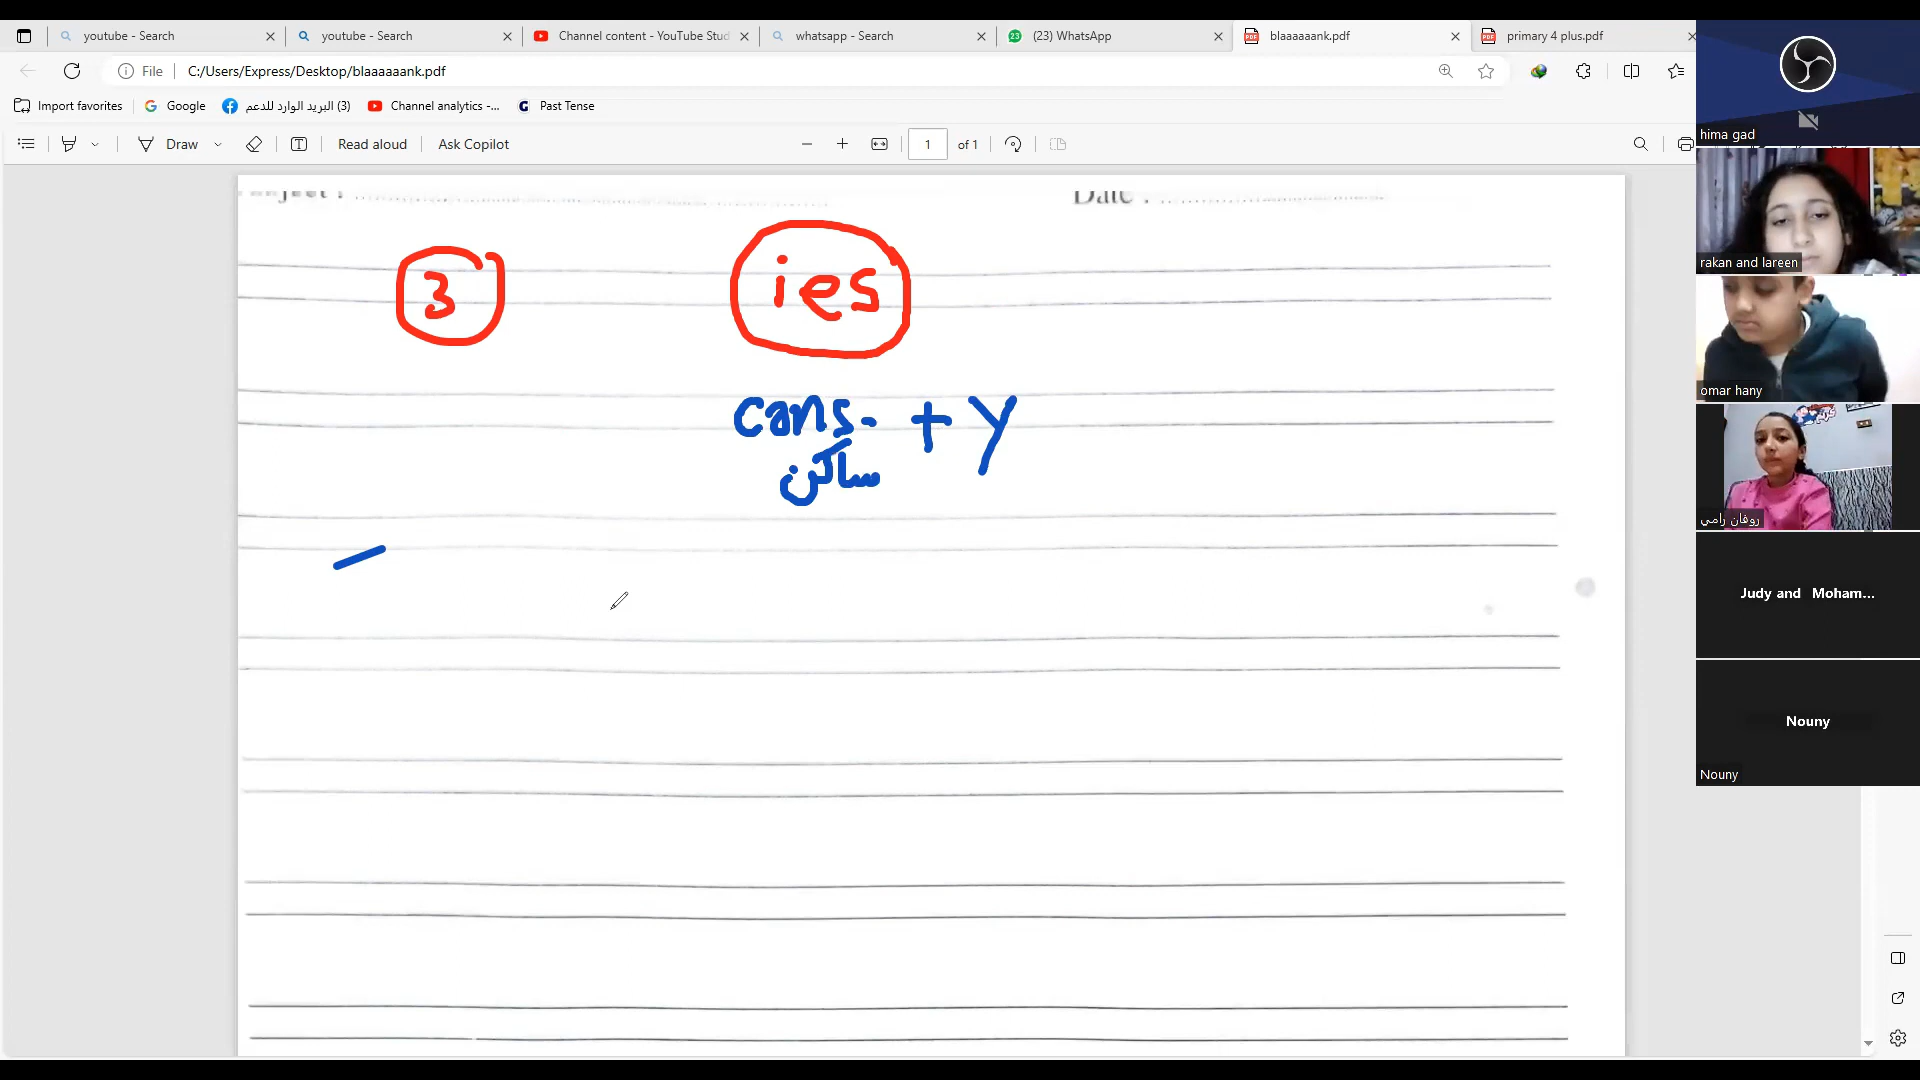 youtube - Search
youtube - Search
Channel content - YouTube Stud
whatsapp - Search
(23) WhatsApp
blaaaaaank.pdf
primary 4 plus.pdf
File
C:/Users/Express/Desktop/blaaaaaank.pdf
Import favorites
Google
البريد الوارد للدعم (3)
Channel analytics -...
Past Tense
Draw
Read aloud
Ask Copilot
1 of 1
Date :
3
ies
cans. + y
ساكن
hima gad
rakan and lareen
omar hany
روفان رامي
Judy and Moham...
Nouny
Nouny